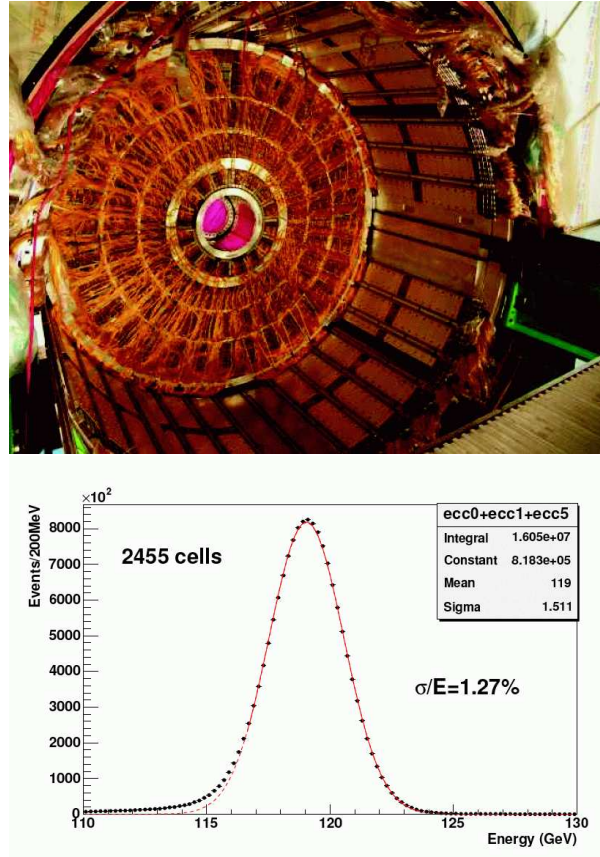 ×10²
Events/200MeV
8000
7000
6000
5000
4000
3000
2000
1000
0
2455 cells
ecc0+ecc1+ecc5
Integral 1.605e+07
Constant 8.183e+05
Mean 119
Sigma 1.511
σ/E=1.27%
110 115 120 125 130
Energy (GeV)